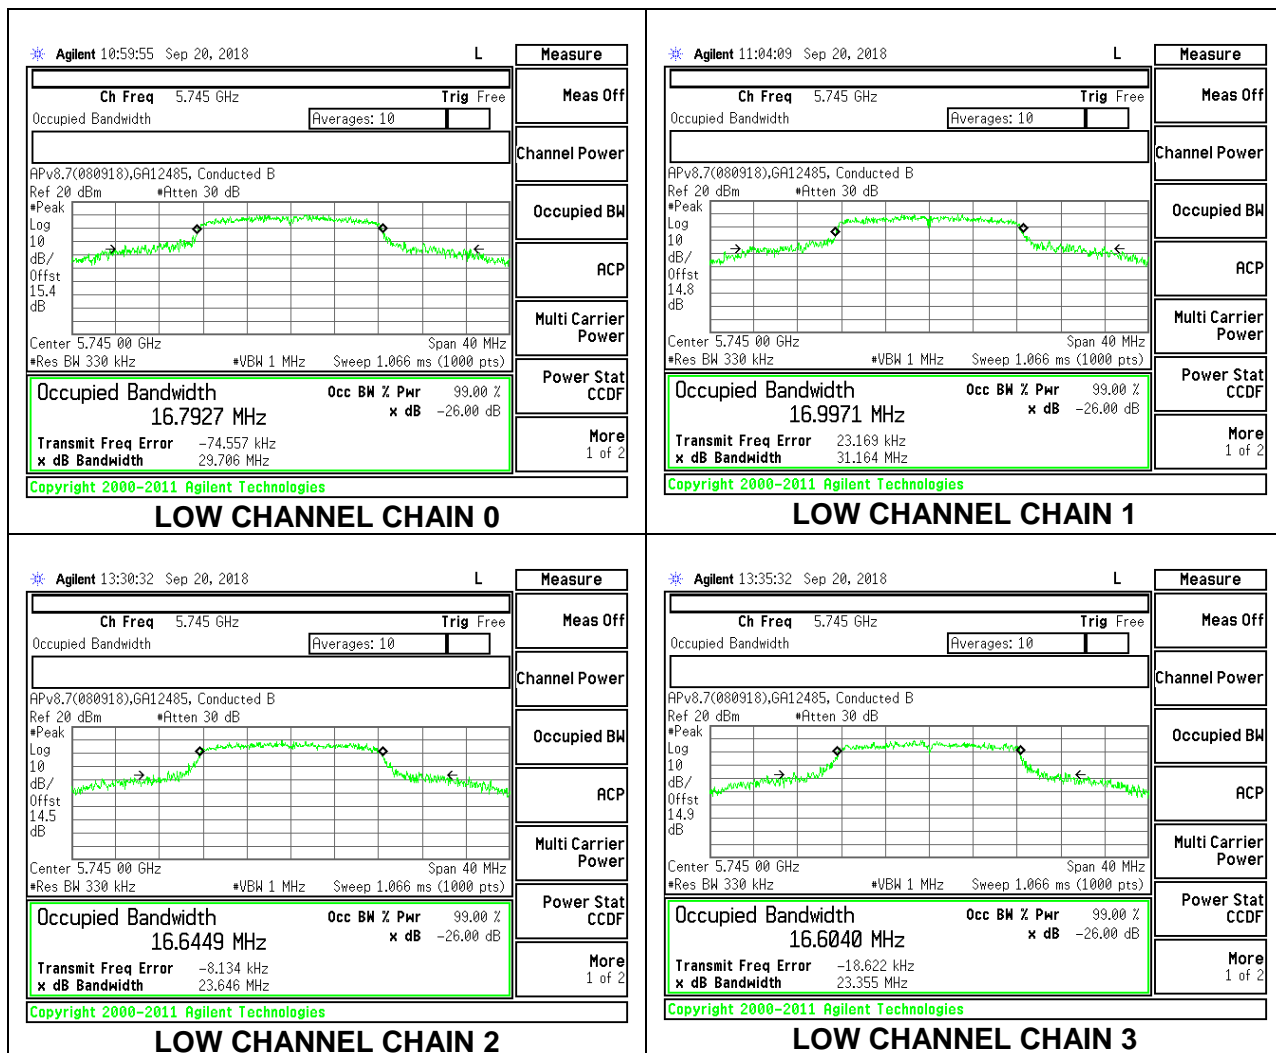 Agilent 10:59:55 Sep 20, 2018 L Measure
Ch Freq 5.745 GHz Trig Free Meas Off
Occupied Bandwidth Averages: 10
Channel Power
APv8.7(080918),GA12485, Conducted B
Ref 20 dBm #Atten 30 dB
#Peak
Log
10
dB/
Offst
15.4
dB
Occupied BW
ACP
Multi Carrier
Power
Center 5.745 00 GHz Span 40 MHz
#Res BW 330 kHz #VBW 1 MHz Sweep 1.066 ms (1000 pts)
Power Stat
CCDF
Occupied Bandwidth Occ BW % Pwr 99.00 %
16.7927 MHz x dB -26.00 dB
Transmit Freq Error -74.557 kHz
x dB Bandwidth 29.706 MHz
More
1 of 2
Copyright 2000-2011 Agilent Technologies
LOW CHANNEL CHAIN 0
Agilent 11:04:09 Sep 20, 2018 L Measure
Ch Freq 5.745 GHz Trig Free Meas Off
Occupied Bandwidth Averages: 10
Channel Power
APv8.7(080918),GA12485, Conducted B
Ref 20 dBm #Atten 30 dB
#Peak
Log
10
dB/
Offst
14.8
dB
Occupied BW
ACP
Multi Carrier
Power
Center 5.745 00 GHz Span 40 MHz
#Res BW 330 kHz #VBW 1 MHz Sweep 1.066 ms (1000 pts)
Power Stat
CCDF
Occupied Bandwidth Occ BW % Pwr 99.00 %
16.9971 MHz x dB -26.00 dB
Transmit Freq Error 23.169 kHz
x dB Bandwidth 31.164 MHz
More
1 of 2
Copyright 2000-2011 Agilent Technologies
LOW CHANNEL CHAIN 1
Agilent 13:30:32 Sep 20, 2018 L Measure
Ch Freq 5.745 GHz Trig Free Meas Off
Occupied Bandwidth Averages: 10
Channel Power
APv8.7(080918),GA12485, Conducted B
Ref 20 dBm #Atten 30 dB
#Peak
Log
10
dB/
Offst
14.5
dB
Occupied BW
ACP
Multi Carrier
Power
Center 5.745 00 GHz Span 40 MHz
#Res BW 330 kHz #VBW 1 MHz Sweep 1.066 ms (1000 pts)
Power Stat
CCDF
Occupied Bandwidth Occ BW % Pwr 99.00 %
16.6449 MHz x dB -26.00 dB
Transmit Freq Error -8.134 kHz
x dB Bandwidth 23.646 MHz
More
1 of 2
Copyright 2000-2011 Agilent Technologies
LOW CHANNEL CHAIN 2
Agilent 13:35:32 Sep 20, 2018 L Measure
Ch Freq 5.745 GHz Trig Free Meas Off
Occupied Bandwidth Averages: 10
Channel Power
APv8.7(080918),GA12485, Conducted B
Ref 20 dBm #Atten 30 dB
#Peak
Log
10
dB/
Offst
14.9
dB
Occupied BW
ACP
Multi Carrier
Power
Center 5.745 00 GHz Span 40 MHz
#Res BW 330 kHz #VBW 1 MHz Sweep 1.066 ms (1000 pts)
Power Stat
CCDF
Occupied Bandwidth Occ BW % Pwr 99.00 %
16.6040 MHz x dB -26.00 dB
Transmit Freq Error -18.622 kHz
x dB Bandwidth 23.355 MHz
More
1 of 2
Copyright 2000-2011 Agilent Technologies
LOW CHANNEL CHAIN 3